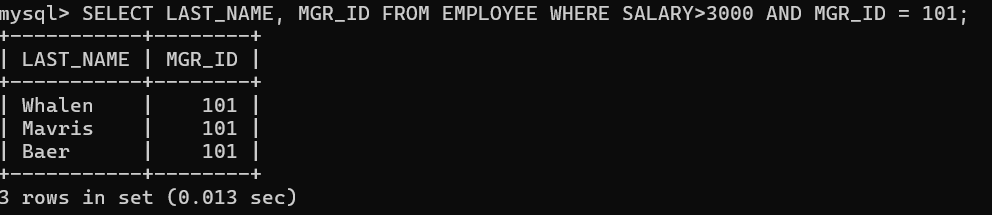 mysql> SELECT LAST_NAME, MGR_ID FROM EMPLOYEE WHERE SALARY>3000 AND MGR_ID = 101;
+-----------+--------+
| LAST_NAME | MGR_ID |
+-----------+--------+
| Whalen    |    101 |
| Mavris    |    101 |
| Baer      |    101 |
+-----------+--------+
3 rows in set (0.013 sec)